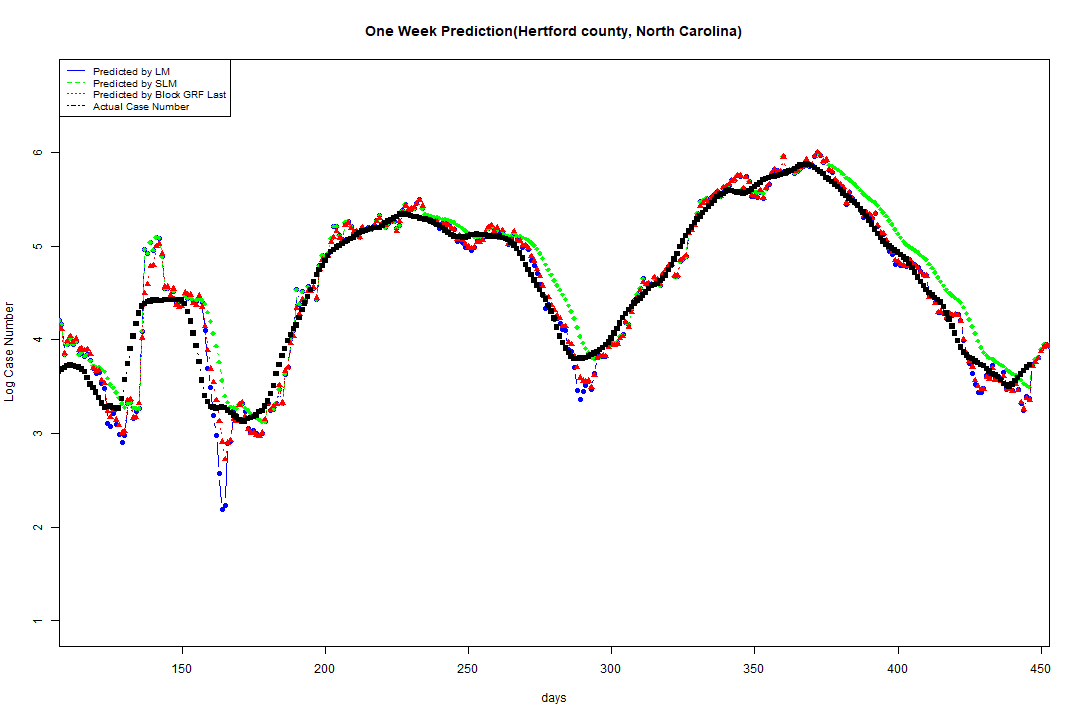 One Week Prediction(Hertford county, North Carolina)
Predicted by LM
Predicted by SLM
Predicted by Block GRF Last
Actual Case Number
6
5
4
3
2
1
Log Case Number
150 200 250 300 350 400 450
days